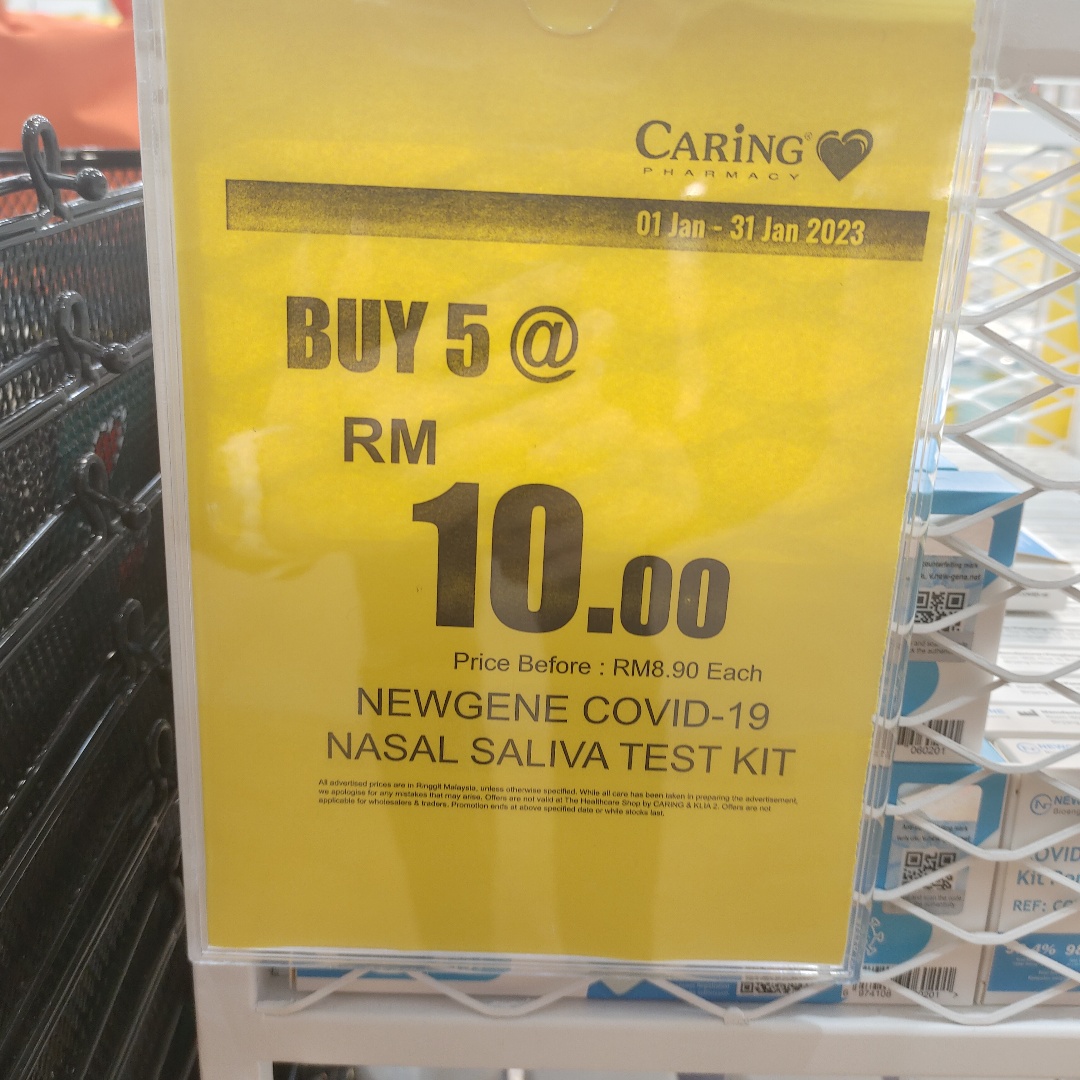 CARiNG®
PHARMACY
01 Jan - 31 Jan 2023
BUY 5 @
RM
10.00
Price Before : RM8.90 Each
NEWGENE COVID-19
NASAL SALIVA TEST KIT
All advertised prices are in Ringgit Malaysia, unless otherwise specified. While all care has been taken in preparing the advertisement,
we apologise for any mistakes that may arise. Offers are not valid at The Healthcare Shop by CARING & KLIA 2. Offers are not
applicable for wholesalers & traders. Promotion ends at above specified date or while stocks last.
060201
REF: